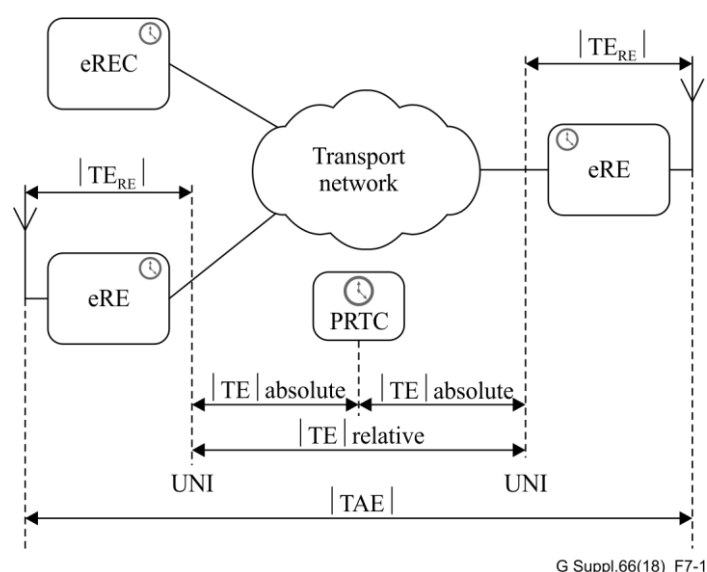 eREC
|TE_RE|
Transport
network
eRE
|TE_RE|
eRE
PRTC
|TE| absolute
|TE| absolute
|TE| relative
UNI
UNI
|TAE|
G Suppl.66(18)_F7-1